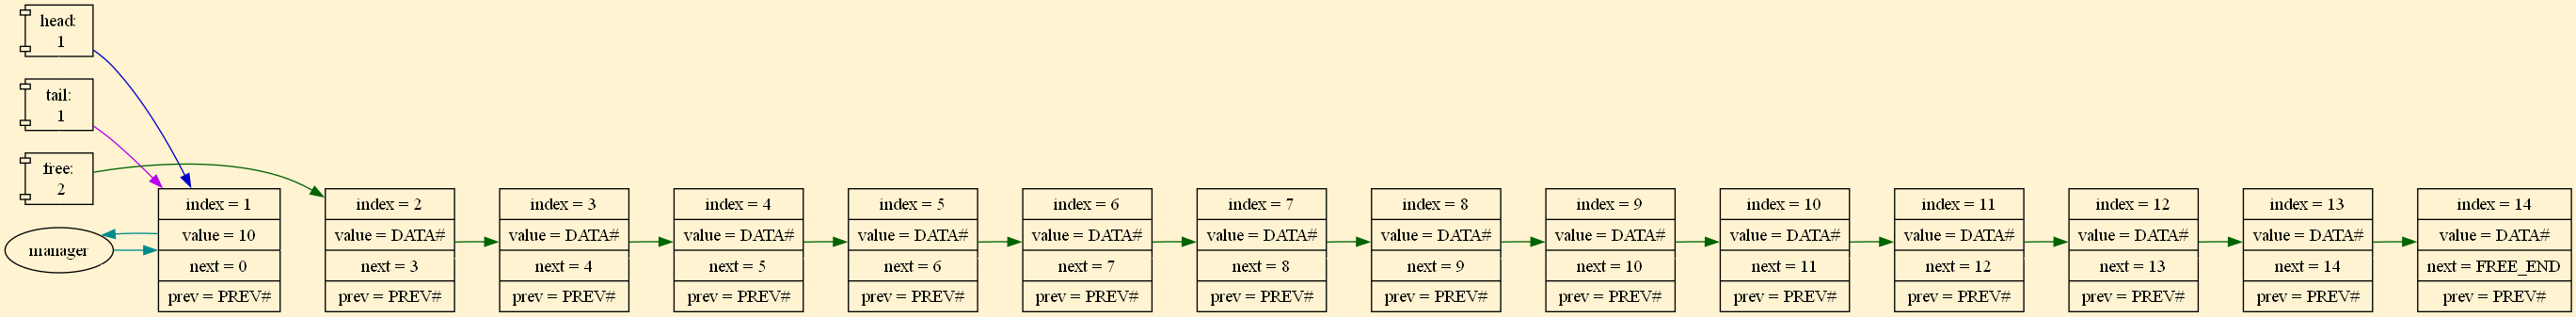 head:
1
tail:
1
free:
2
manager
index = 1
value = 10
next = 0
prev = PREV#
index = 2
value = DATA#
next = 3
prev = PREV#
index = 3
value = DATA#
next = 4
prev = PREV#
index = 4
value = DATA#
next = 5
prev = PREV#
index = 5
value = DATA#
next = 6
prev = PREV#
index = 6
value = DATA#
next = 7
prev = PREV#
index = 7
value = DATA#
next = 8
prev = PREV#
index = 8
value = DATA#
next = 9
prev = PREV#
index = 9
value = DATA#
next = 10
prev = PREV#
index = 10
value = DATA#
next = 11
prev = PREV#
index = 11
value = DATA#
next = 12
prev = PREV#
index = 12
value = DATA#
next = 13
prev = PREV#
index = 13
value = DATA#
next = 14
prev = PREV#
index = 14
value = DATA#
next = FREE_END
prev = PREV#